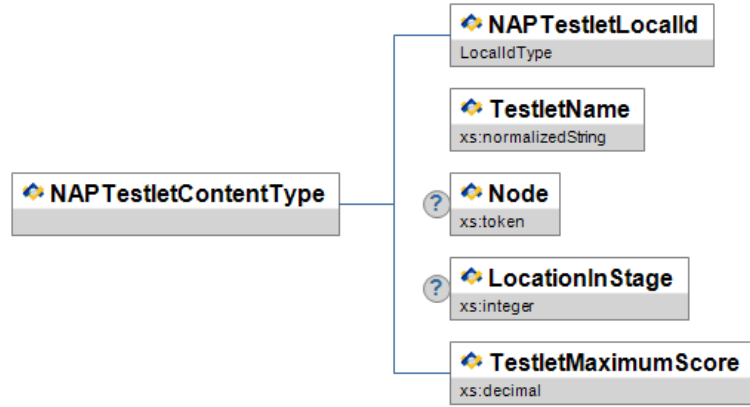 NAPTestletLocalId
LocalIdType
TestletName
xs:normalizedString
NAPTestletContentType
? Node
xs:token
? LocationInStage
xs:integer
TestletMaximumScore
xs:decimal